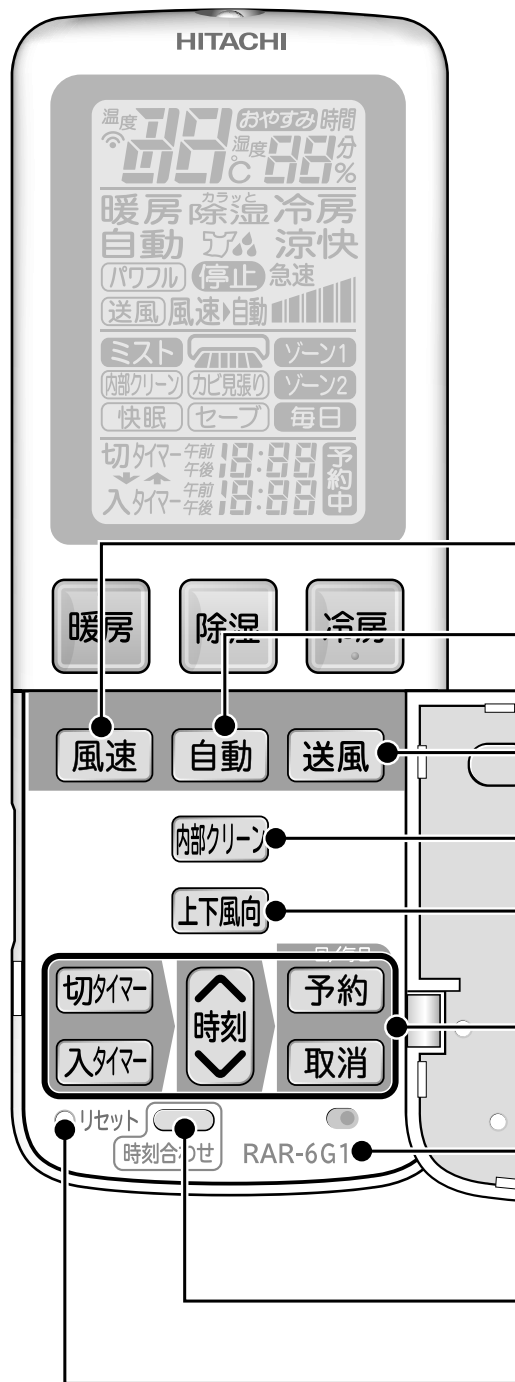 HITACHI
温度 88℃ おやすみ 時間
湿度 88 分 %
暖房 除湿 カラッと 冷房
自動 涼快
パワフル 停止 急速
送風 風速 自動
ミスト ゾーン1
内部クリーン カビ見張り ゾーン2
快眠 セーブ 毎日
切タイマー 午前 午後 18:88 予約中
入タイマー 午前 午後 18:88
暖房 除湿 冷房
風速 自動 送風
内部クリーン
上下風向
切タイマー 時刻 予約
入タイマー 取消
リセット
時刻合わせ RAR-6G1